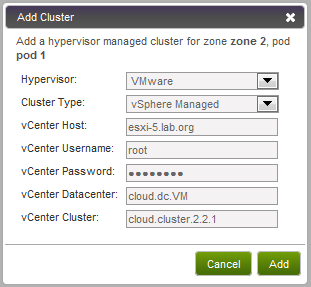 Add Cluster
Add a hypervisor managed cluster for zone zone 2, pod
pod 1
Hypervisor: VMware
Cluster Type: vSphere Managed
vCenter Host: esxi-5.lab.org
vCenter Username: root
vCenter Password: ••••••••
vCenter Datacenter: cloud.dc.VM
vCenter Cluster: cloud.cluster.2.2.1
Cancel Add